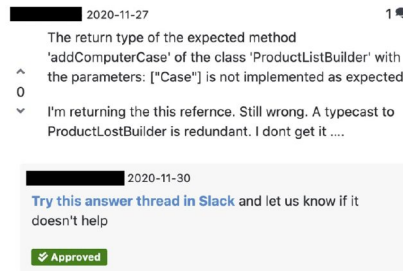 2020-11-27
1
The return type of the expected method
'addComputerCase' of the class 'ProductListBuilder' with
the parameters: ["Case"] is not implemented as expected
0
I'm returning the this refernce. Still wrong. A typecast to
ProductLostBuilder is redundant. I dont get it ....
2020-11-30
Try this answer thread in Slack and let us know if it
doesn't help
Approved